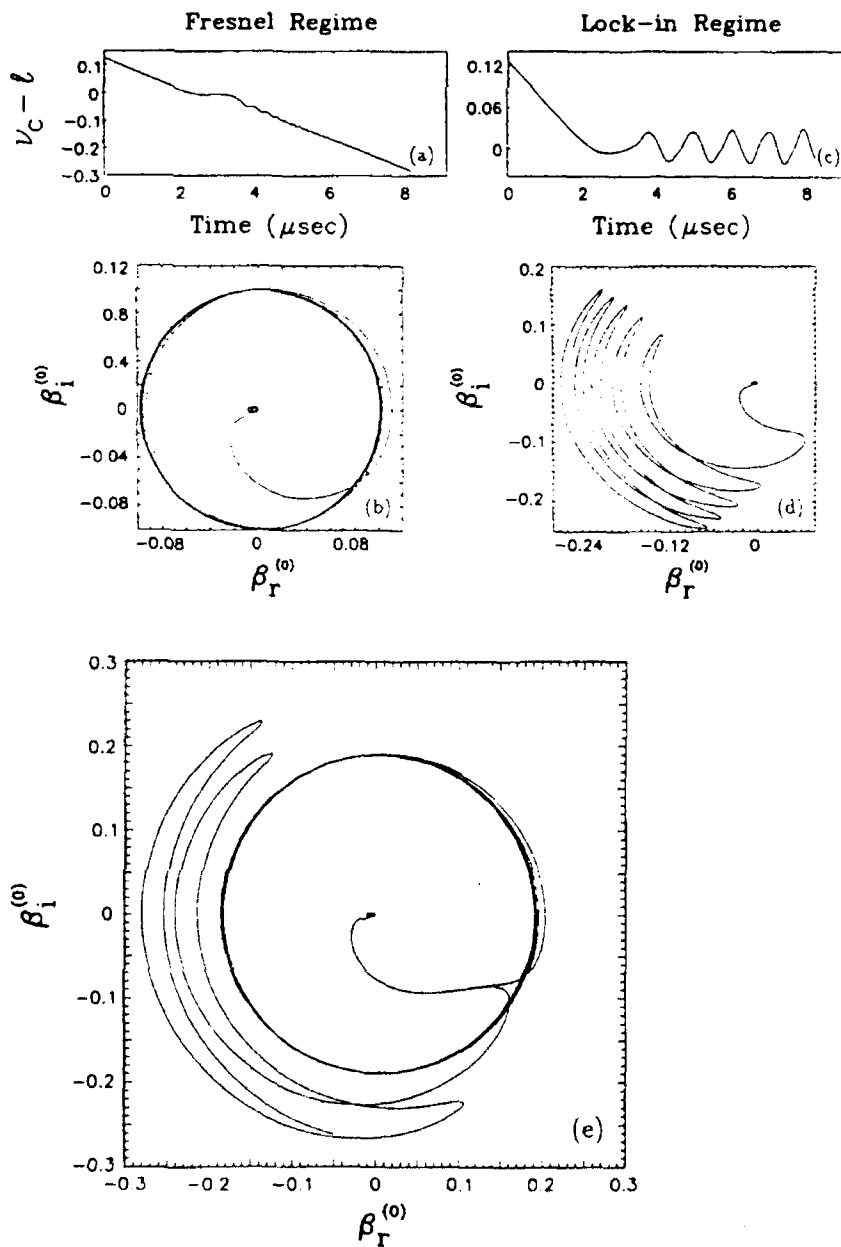 Fresnel Regime
Lock-in Regime
ν_C − ℓ
0.1
0
-0.1
-0.2
-0.3
(a)
0 2 4 6 8
Time (μsec)
0.12
0.06
0
(c)
0 2 4 6 8
Time (μsec)
β_i^(0)
0.12
0.8
0.4
0
-0.04
-0.08
(b)
-0.08 0 0.08
β_r^(0)
β_i^(0)
0.2
0.1
0
-0.1
-0.2
(d)
-0.24 -0.12 0
β_r^(0)
β_i^(0)
0.3
0.2
0.1
0
-0.1
-0.2
-0.3
(e)
-0.3 -0.2 -0.1 0 0.1 0.2 0.3
β_r^(0)